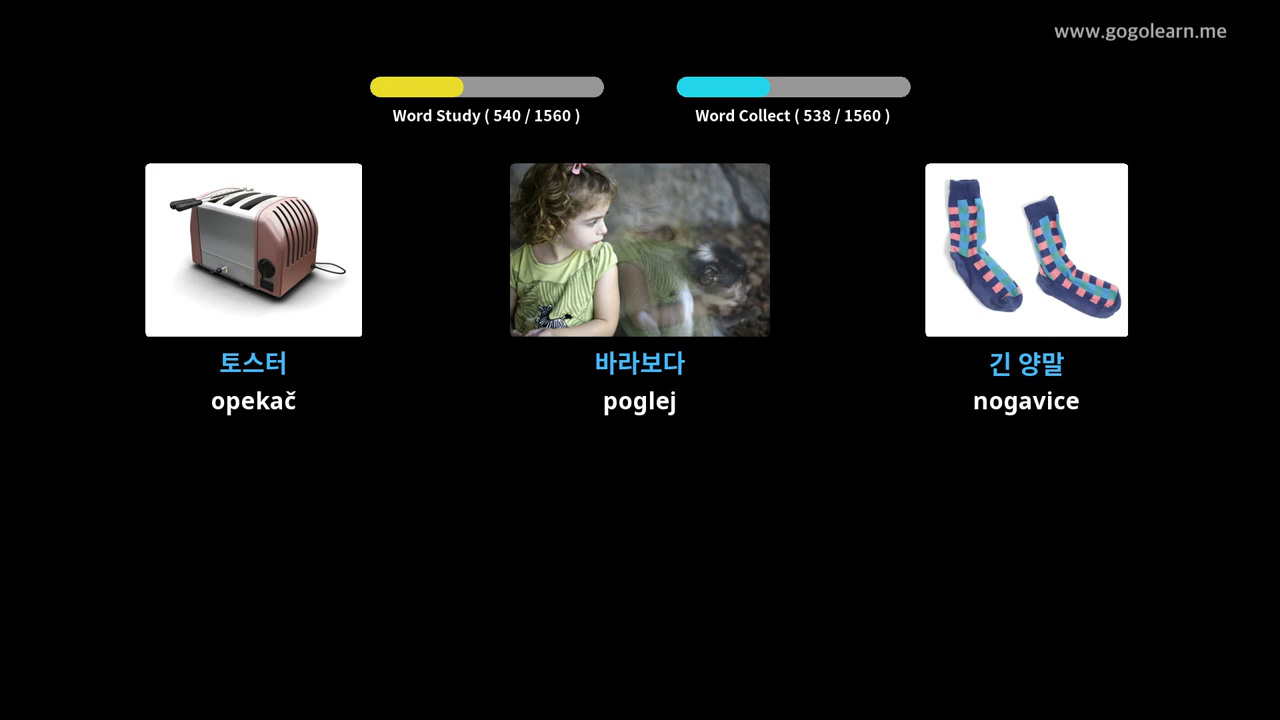 www.gogolearn.me
Word Study ( 540 / 1560 )
Word Collect ( 538 / 1560 )
토스터
opekač
바라보다
poglej
긴 양말
nogavice